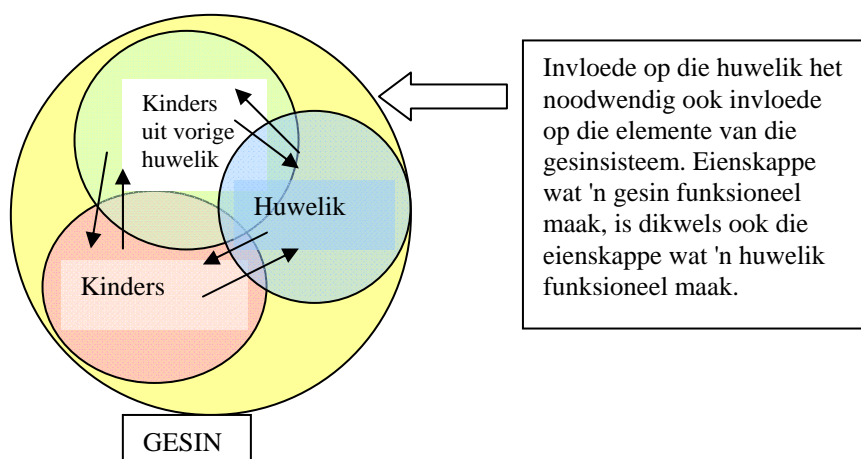 Kinders
uit vorige
huwelik
Huwelik
Kinders
GESIN
Invloede op die huwelik het
noodwendig ook invloede
op die elemente van die
gesinsisteem. Eienskappe
wat 'n gesin funksioneel
maak, is dikwels ook die
eienskappe wat 'n huwelik
funksioneel maak.